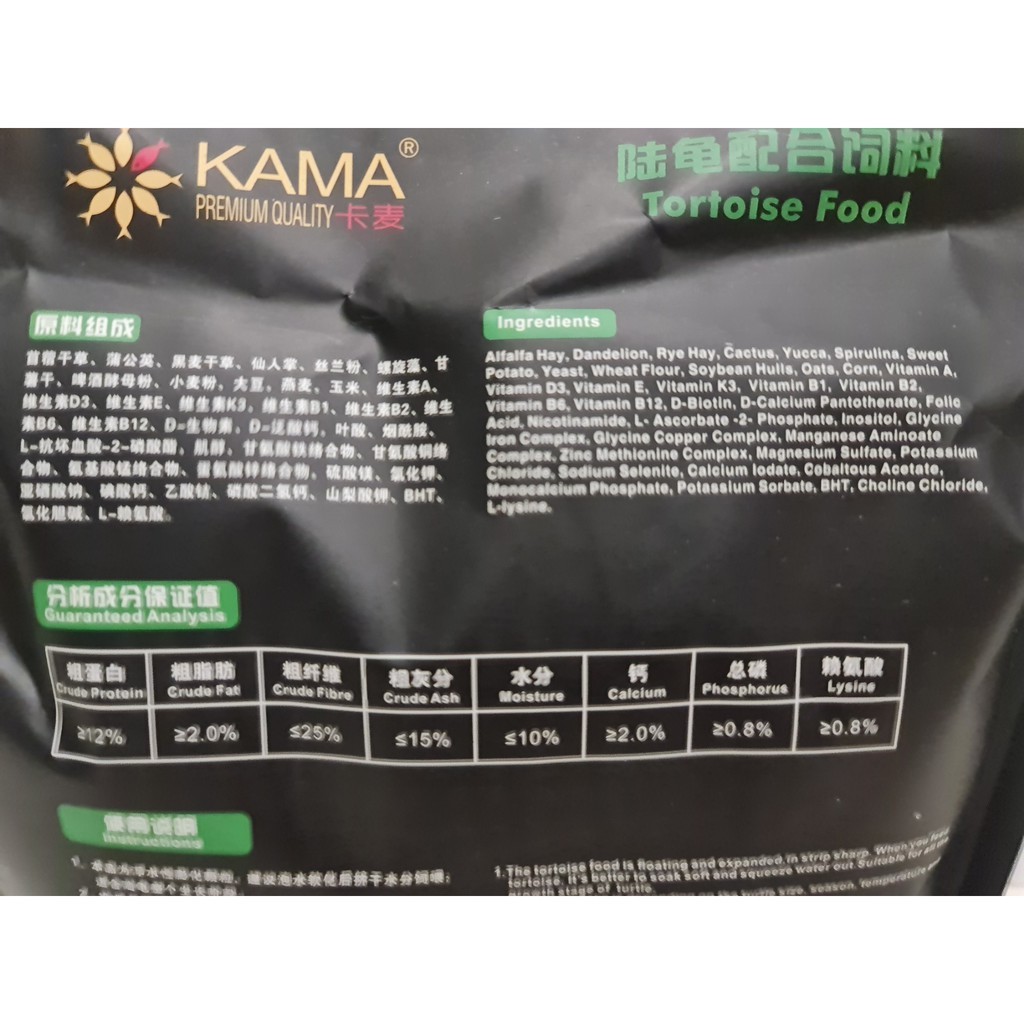 KAMA®
PREMIUM QUALITY 卡麦
陆龟配合饲料
Tortoise Food
原料组成
苜蓿干草、蒲公英、黑麦干草、仙人掌、丝兰粉、螺旋藻、甘
薯干、啤酒酵母粉、小麦粉、大豆、燕麦、玉米、维生素A、
维生素D3、维生素E、维生素K3、维生素B1、维生素B2、维生
素B6、维生素B12、D-生物素、D-泛酸钙、叶酸、烟酰胺、
L-抗坏血酸-2-磷酸酯、肌醇、甘氨酸铁络合物、甘氨酸铜络
合物、氨基酸锰络合物、蛋氨酸锌络合物、硫酸镁、氯化钾、
亚硒酸钠、碘酸钙、乙酸钴、磷酸二氢钙、山梨酸钾、BHT、
氯化胆碱、L-赖氨酸。
Ingredients
Alfalfa Hay, Dandelion, Rye Hay, Cactus, Yucca, Spirulina, Sweet
Potato, Yeast, Wheat Flour, Soybean Hulls, Oats, Corn, Vitamin A,
Vitamin D3, Vitamin E, Vitamin K3, Vitamin B1, Vitamin B2,
Vitamin B6, Vitamin B12, D-Biotin, D-Calcium Pantothenate, Folic
Acid, Nicotinamide, L- Ascorbate -2- Phosphate, Inositol, Glycine
Iron Complex, Glycine Copper Complex, Manganese Aminoate
Complex, Zinc Methionine Complex, Magnesium Sulfate, Potassium
Chloride, Sodium Selenite, Calcium Iodate, Cobaltous Acetate,
Monocalcium Phosphate, Potassium Sorbate, BHT, Choline Chloride,
L-lysine.
分析成分保证值
Guaranteed Analysis
粗蛋白 粗脂肪 粗纤维 粗灰分 水分 钙 总磷 赖氨酸
Crude Protein Crude Fat Crude Fibre Crude Ash Moisture Calcium Phosphorus Lysine
≥12% ≥2.0% ≤25% ≤15% ≤10% ≥2.0% ≥0.8% ≥0.8%
使用说明
Instructions
1. The tortoise food is floating and expanded, in strip sharp. When you feed
tortoise, it's better to soak soft and squeeze water out. Suitable for all
growth stage of turtle.
size, season, temperature